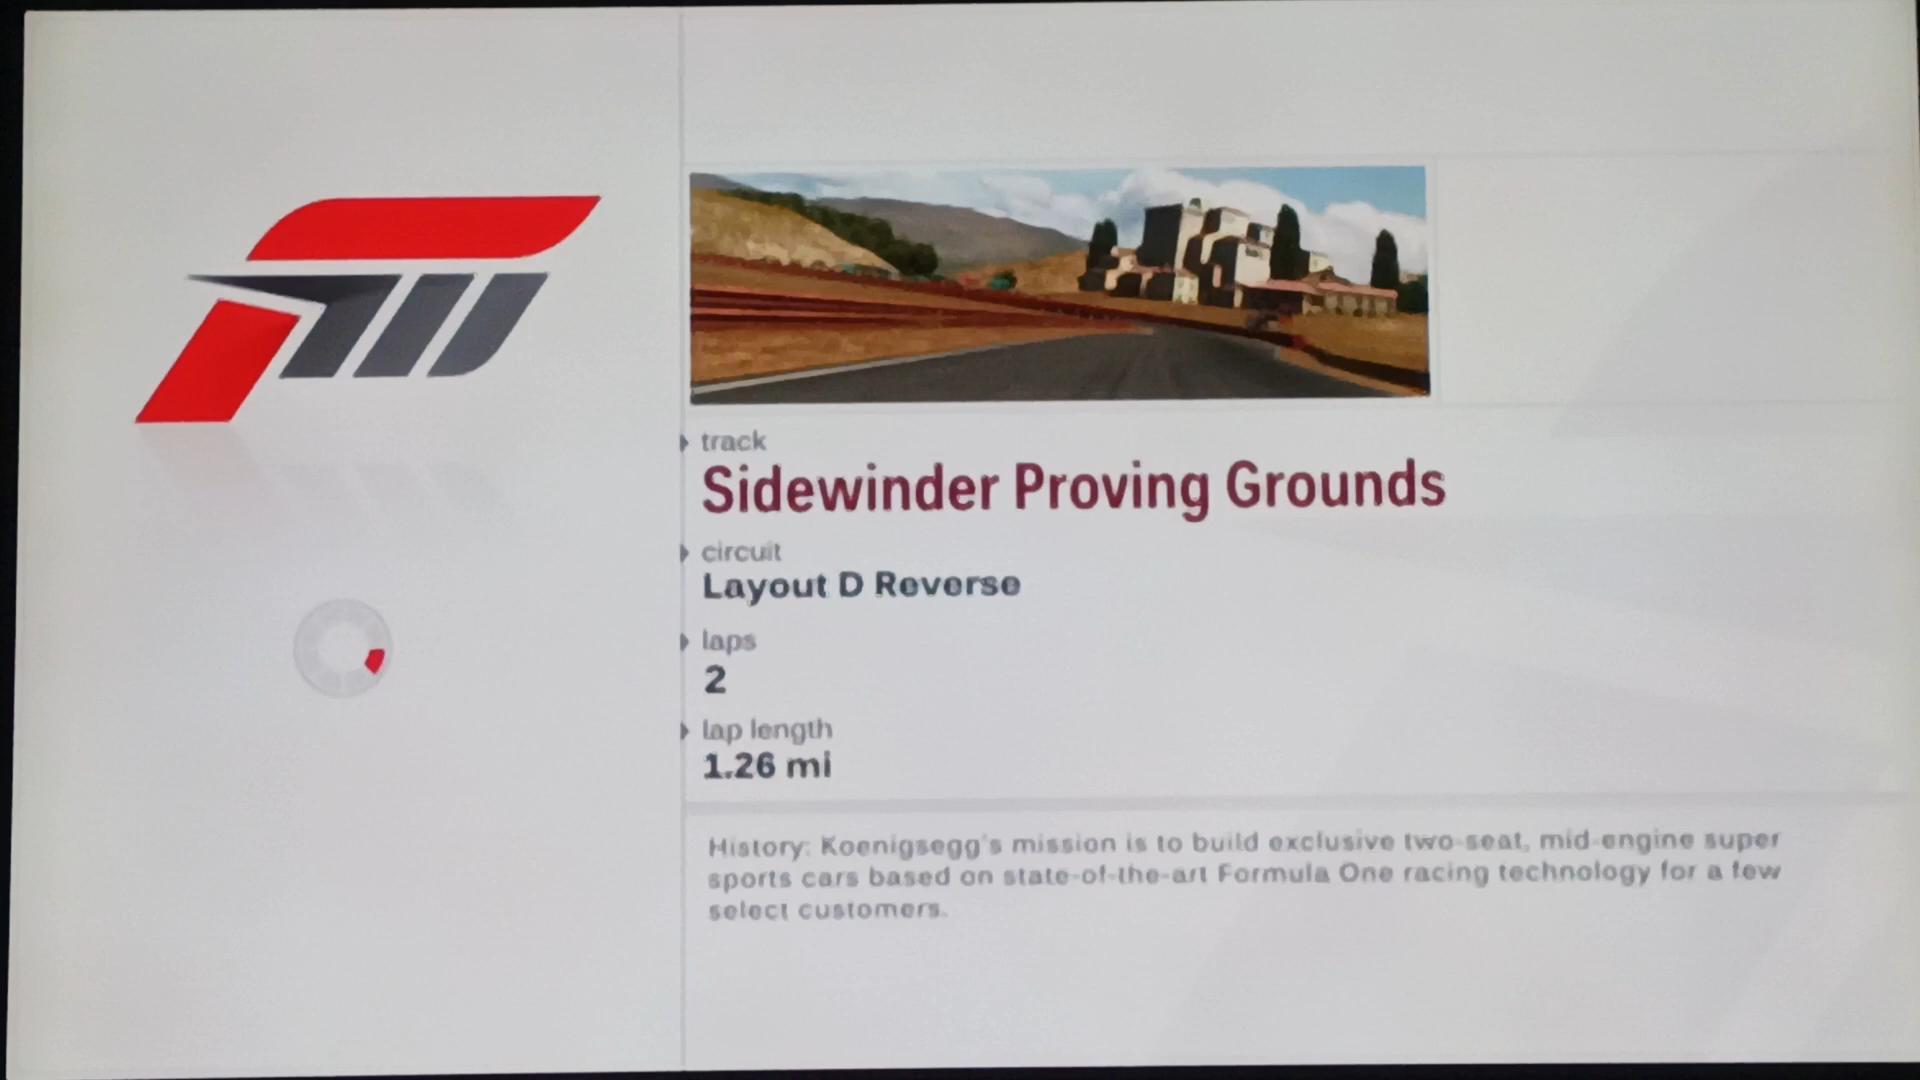 track
Sidewinder Proving Grounds
circuit
Layout D Reverse
laps
2
lap length
1.26 mi
History: Koenigsegg's mission is to build exclusive two-seat, mid-engine super
sports cars based on state-of-the-art Formula One racing technology for a few
select customers.